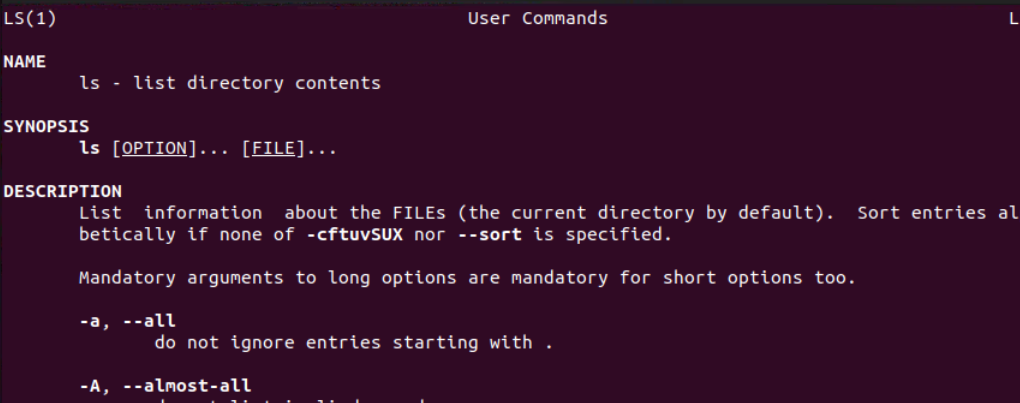 LS(1) User Commands L
NAME
ls - list directory contents
SYNOPSIS
ls [OPTION]... [FILE]...
DESCRIPTION
List information about the FILEs (the current directory by default). Sort entries al
betically if none of -cftuvSUX nor --sort is specified.
Mandatory arguments to long options are mandatory for short options too.
-a, --all
do not ignore entries starting with .
-A, --almost-all